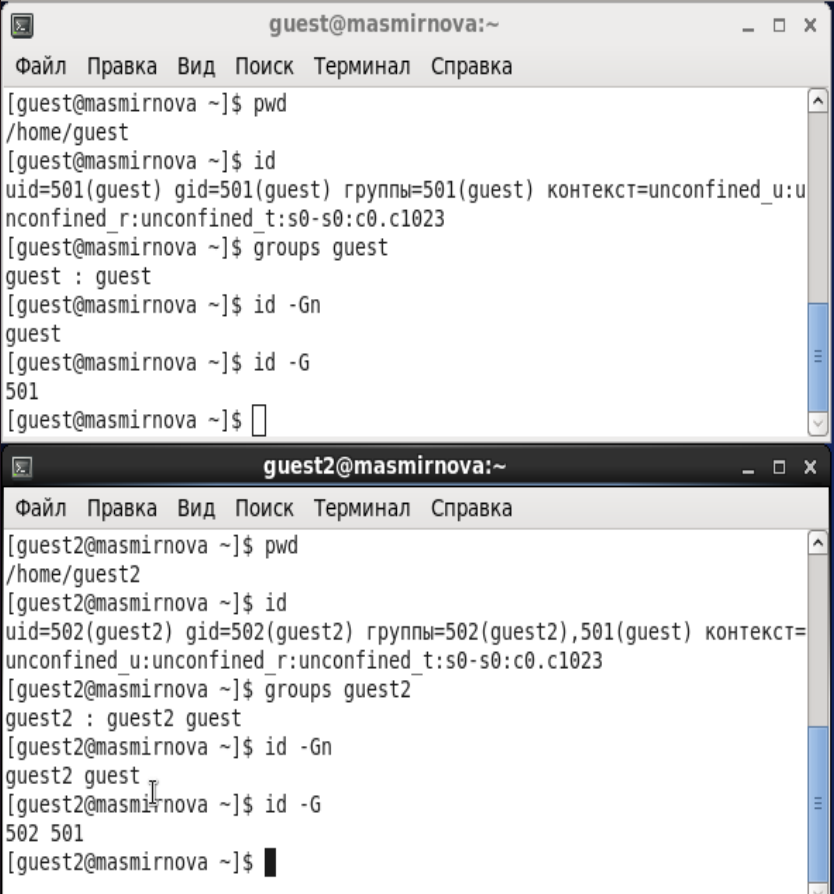 guest@masmirnova:~
Файл Правка Вид Поиск Терминал Справка
[guest@masmirnova ~]$ pwd
/home/guest
[guest@masmirnova ~]$ id
uid=501(guest) gid=501(guest) группы=501(guest) контекст=unconfined_u:u
nconfined_r:unconfined_t:s0-s0:c0.c1023
[guest@masmirnova ~]$ groups guest
guest : guest
[guest@masmirnova ~]$ id -Gn
guest
[guest@masmirnova ~]$ id -G
501
[guest@masmirnova ~]$
guest2@masmirnova:~
Файл Правка Вид Поиск Терминал Справка
[guest2@masmirnova ~]$ pwd
/home/guest2
[guest2@masmirnova ~]$ id
uid=502(guest2) gid=502(guest2) группы=502(guest2),501(guest) контекст=
unconfined_u:unconfined_r:unconfined_t:s0-s0:c0.c1023
[guest2@masmirnova ~]$ groups guest2
guest2 : guest2 guest
[guest2@masmirnova ~]$ id -Gn
guest2 guest
[guest2@masmirnova ~]$ id -G
502 501
[guest2@masmirnova ~]$